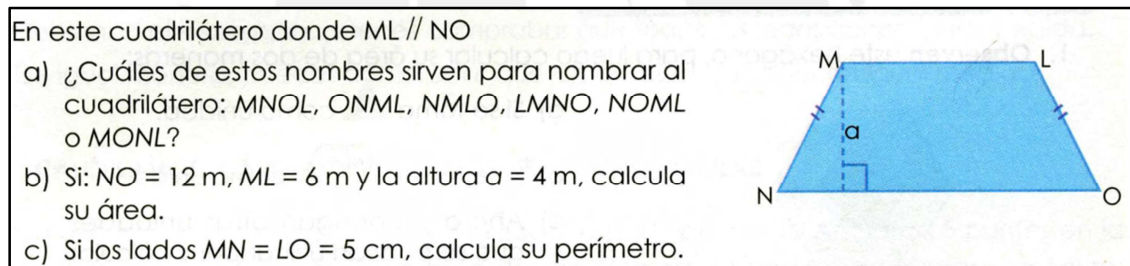 En este cuadrilátero donde ML // NO
a) ¿Cuáles de estos nombres sirven para nombrar al
cuadrilátero: MNOL, ONML, NMLO, LMNO, NOML
o MONL?
b) Si: NO = 12 m, ML = 6 m y la altura a = 4 m, calcula
su área.
c) Si los lados MN = LO = 5 cm, calcula su perímetro.
M L
a
N O